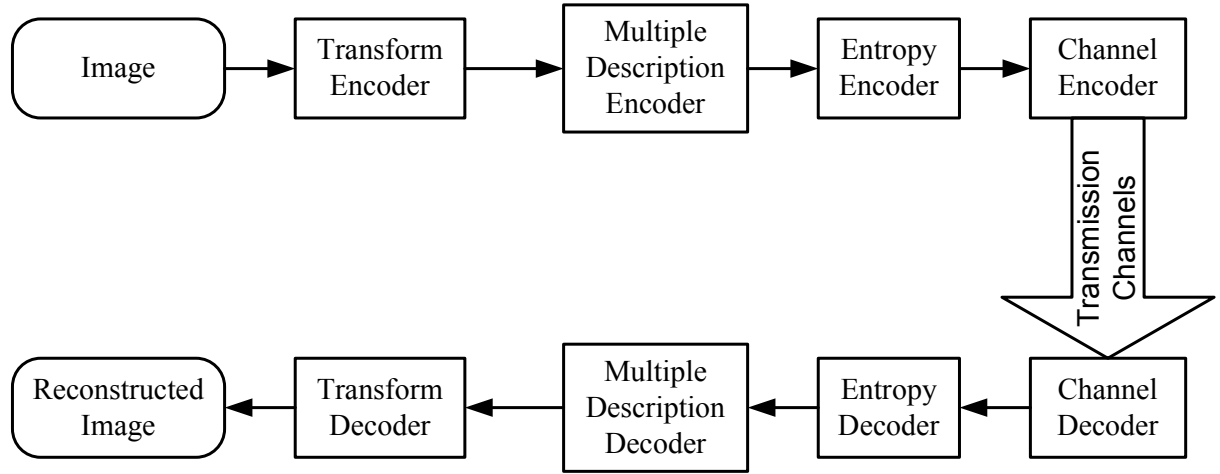 Image
Transform
Encoder
Multiple
Description
Encoder
Entropy
Encoder
Channel
Encoder
Transmission
Channels
Reconstructed
Image
Transform
Decoder
Multiple
Description
Decoder
Entropy
Decoder
Channel
Decoder